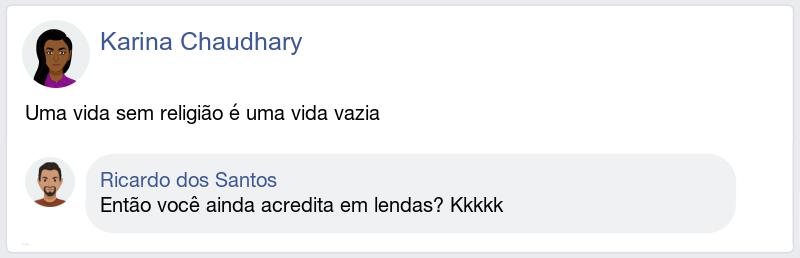 Karina Chaudhary
Uma vida sem religião é uma vida vazia
Ricardo dos Santos
Então você ainda acredita em lendas? Kkkkk